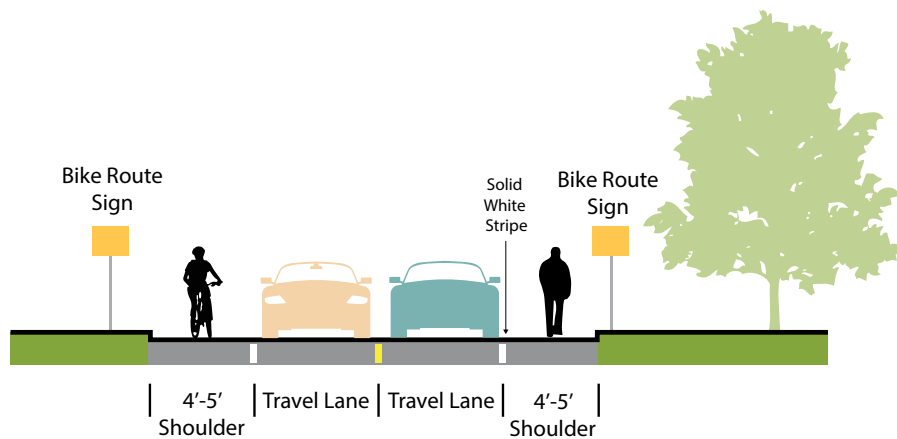 Bike Route
Sign
Solid
White
Stripe
Bike Route
Sign
4'-5'
Shoulder
Travel Lane
Travel Lane
4'-5'
Shoulder